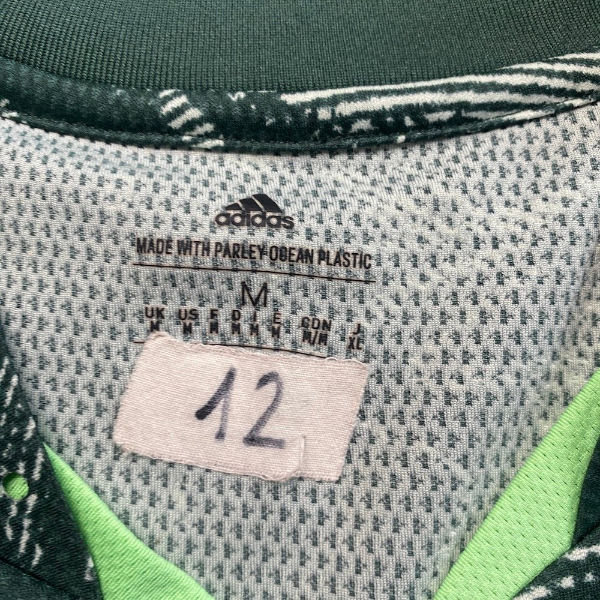 adidas
MADE WITH PARLEY OCEAN PLASTIC
M
UK US F D I E CDN J
M M M M M M M/M XL
12